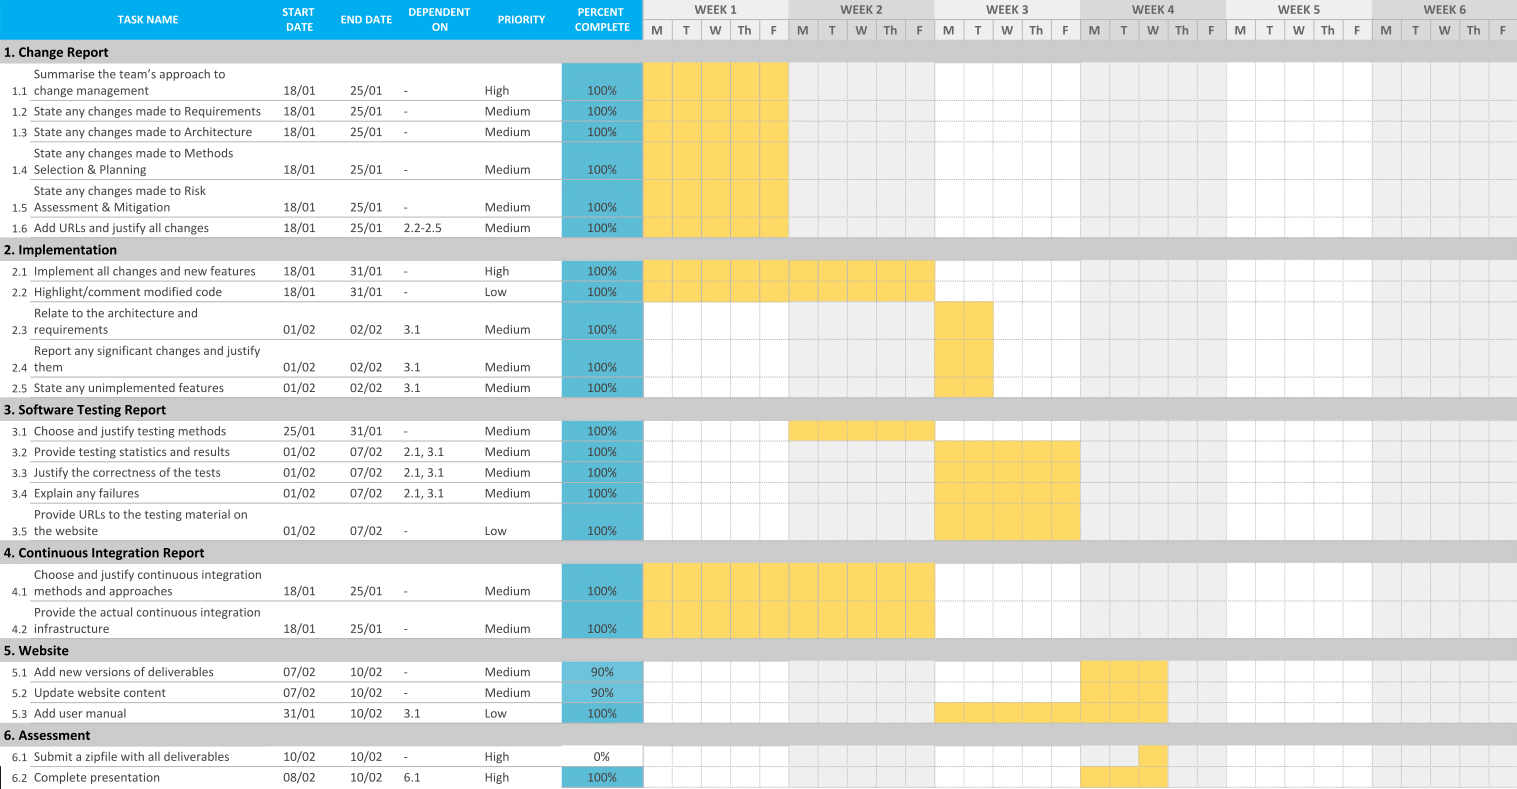 TASK NAME START DATE END DATE DEPENDENT ON PRIORITY PERCENT COMPLETE WEEK 1 WEEK 2 WEEK 3 WEEK 4 WEEK 5 WEEK 6
M T W Th F M T W Th F M T W Th F M T W Th F M T W Th F M T W Th F
1. Change Report
1.1 Summarise the team's approach to change management 18/01 25/01 - High 100%
1.2 State any changes made to Requirements 18/01 25/01 - Medium 100%
1.3 State any changes made to Architecture 18/01 25/01 - Medium 100%
1.4 State any changes made to Methods Selection & Planning 18/01 25/01 - Medium 100%
1.5 State any changes made to Risk Assessment & Mitigation 18/01 25/01 - Medium 100%
1.6 Add URLs and justify all changes 18/01 25/01 2.2-2.5 Medium 100%
2. Implementation
2.1 Implement all changes and new features 18/01 31/01 - High 100%
2.2 Highlight/comment modified code 18/01 31/01 - Low 100%
2.3 Relate to the architecture and requirements 01/02 02/02 3.1 Medium 100%
2.4 Report any significant changes and justify them 01/02 02/02 3.1 Medium 100%
2.5 State any unimplemented features 01/02 02/02 3.1 Medium 100%
3. Software Testing Report
3.1 Choose and justify testing methods 25/01 31/01 - Medium 100%
3.2 Provide testing statistics and results 01/02 07/02 2.1, 3.1 Medium 100%
3.3 Justify the correctness of the tests 01/02 07/02 2.1, 3.1 Medium 100%
3.4 Explain any failures 01/02 07/02 2.1, 3.1 Medium 100%
3.5 Provide URLs to the testing material on the website 01/02 07/02 - Low 100%
4. Continuous Integration Report
4.1 Choose and justify continuous integration methods and approaches 18/01 25/01 - Medium 100%
4.2 Provide the actual continuous integration infrastructure 18/01 25/01 - Medium 100%
5. Website
5.1 Add new versions of deliverables 07/02 10/02 - Medium 90%
5.2 Update website content 07/02 10/02 - Medium 90%
5.3 Add user manual 31/01 10/02 3.1 Low 100%
6. Assessment
6.1 Submit a zipfile with all deliverables 10/02 10/02 - High 0%
6.2 Complete presentation 08/02 10/02 6.1 High 100%